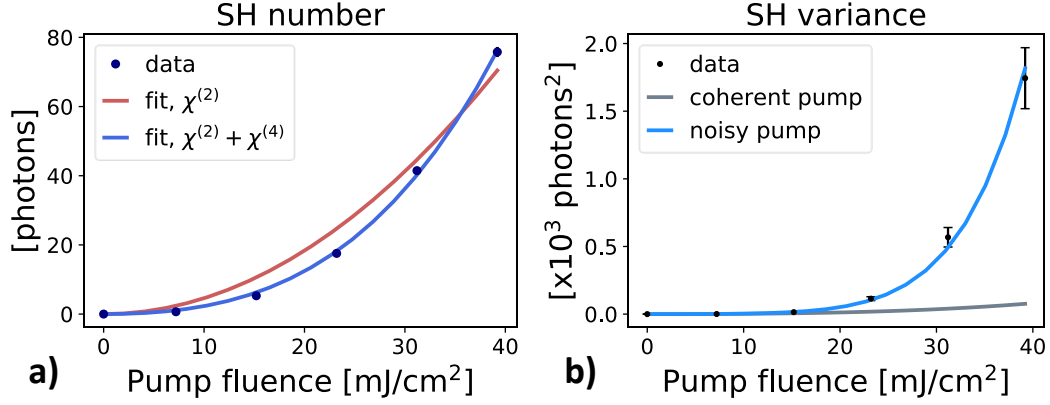 SH number
[photons]
80
60
40
20
0
data
fit, χ⁽²⁾
fit, χ⁽²⁾ + χ⁽⁴⁾
0 10 20 30 40
a) Pump fluence [mJ/cm²]
SH variance
[x10³ photons²]
2.0
1.5
1.0
0.5
0.0
data
coherent pump
noisy pump
0 10 20 30 40
b) Pump fluence [mJ/cm²]